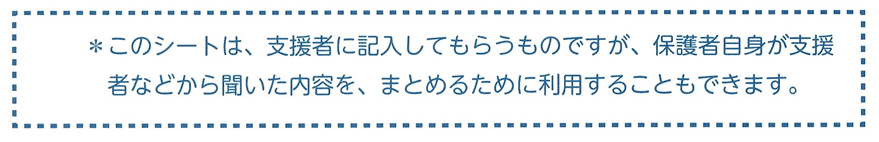 ＊このシートは、支援者に記入してもらうものですが、保護者自身が支援
者などから聞いた内容を、まとめるために利用することもできます。